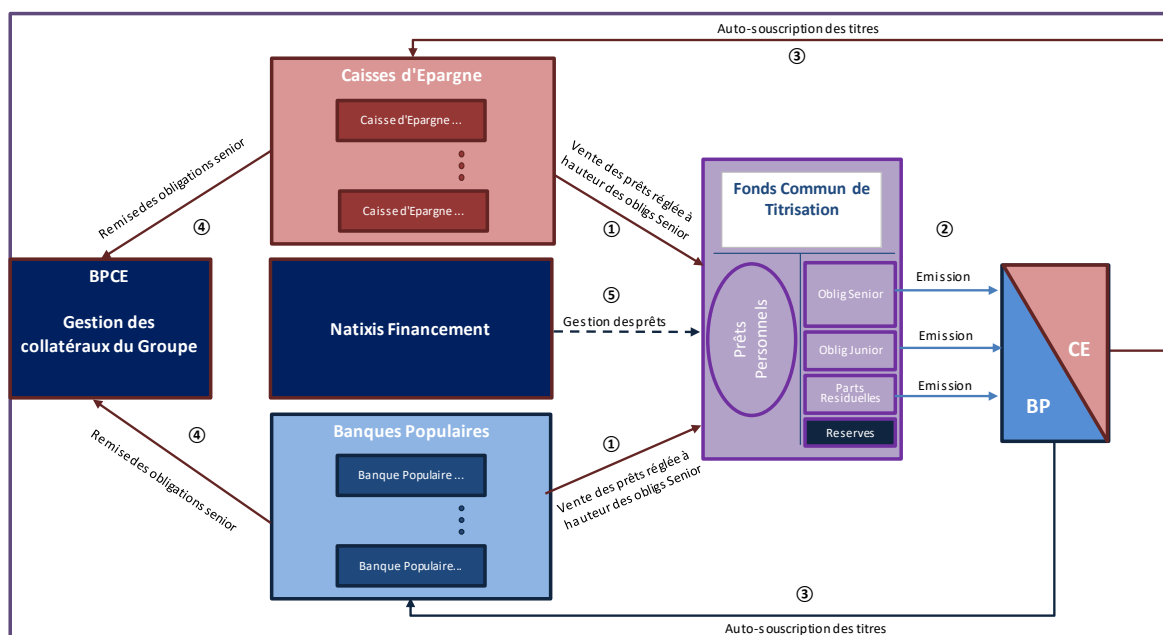 Auto-souscription des titres
③
Caisses d'Epargne
Caisse d'Epargne ...
Caisse d'Epargne ...
Remise des obligations senior
④
Vente des prêts réglée à
hauteur des obligs Senior
①
Fonds Commun de
Titrisation
②
BPCE
Gestion des
collatéraux du Groupe
Natixis Financement
⑤
Gestion des prêts
Prêts
Personnels
Oblig Senior
Oblig Junior
Parts
Residuelles
Reserves
Emission
Emission
Emission
CE
BP
④
Remise des obligations senior
Banques Populaires
Banque Populaire ...
Banque Populaire...
①
Vente des prêts réglée à
hauteur des obligs Senior
③
Auto-souscription des titres